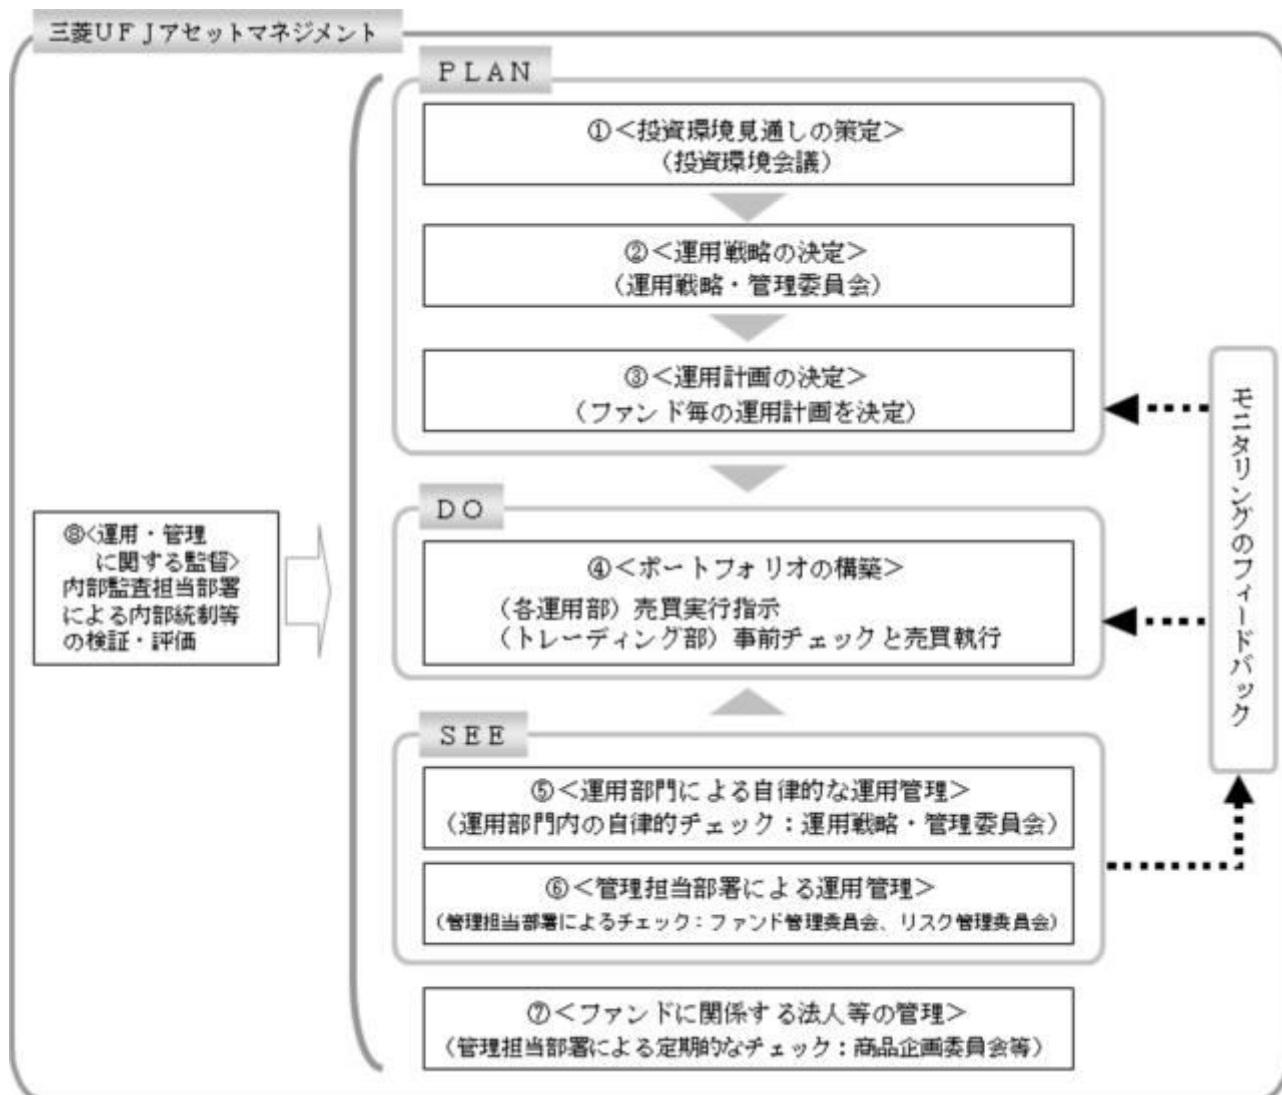 三菱ＵＦＪアセットマネジメント
ＰＬＡＮ
①＜投資環境見通しの策定＞
（投資環境会議）
②＜運用戦略の決定＞
（運用戦略・管理委員会）
③＜運用計画の決定＞
（ファンド毎の運用計画を決定）
ＤＯ
④＜ポートフォリオの構築＞
（各運用部）売買実行指示
（トレーディング部）事前チェックと売買執行
ＳＥＥ
⑤＜運用部門による自律的な運用管理＞
（運用部門内の自律的チェック：運用戦略・管理委員会）
⑥＜管理担当部署による運用管理＞
（管理担当部署によるチェック：ファンド管理委員会、リスク管理委員会）
⑦＜ファンドに関係する法人等の管理＞
（管理担当部署による定期的なチェック：商品企画委員会等）
⑧＜運用・管理
に関する監督＞
内部監査担当部署
による内部統制等
の検証・評価
モニタリングのフィードバック